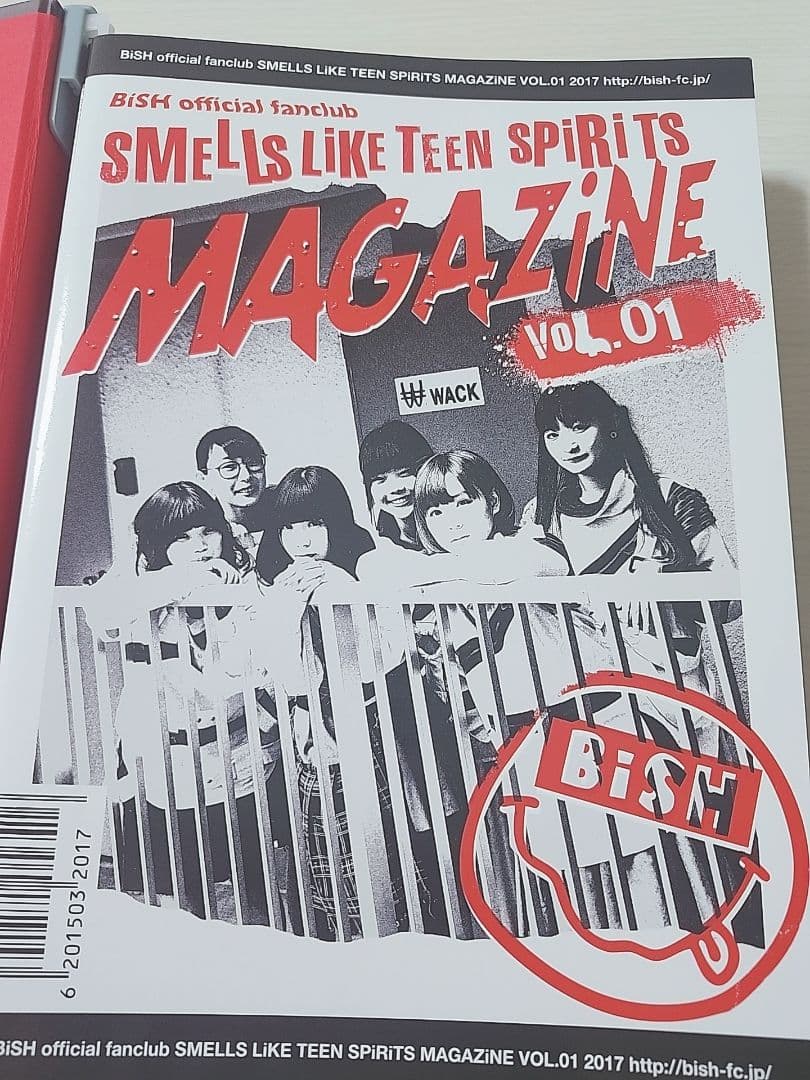 BiSH official fanclub SMELLS LiKE TEEN SPiRiTS MAGAZiNE VOL.01 2017 http://bish-fc.jp/
BiSH official fanclub
SMELLS LiKE TEEN SPiRiTS
MAGAZiNE
VOL.01
₩ WACK
BiSH
6 201503 2017
BiSH official fanclub SMELLS LiKE TEEN SPiRiTS MAGAZiNE VOL.01 2017 http://bish-fc.jp/